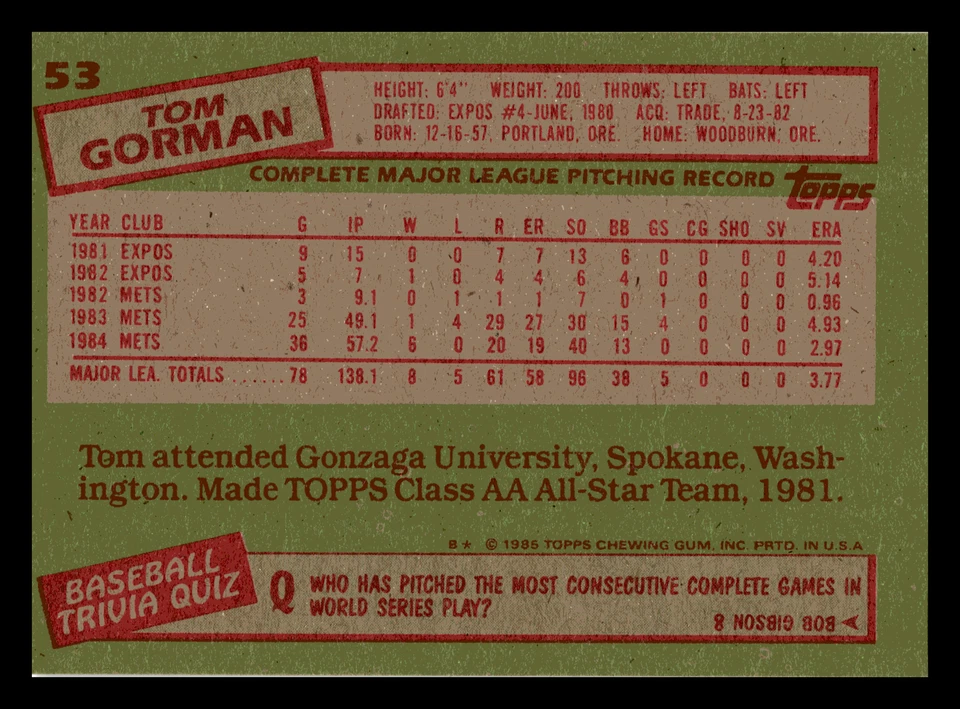 53
TOM
GORMAN
HEIGHT: 6'4" WEIGHT: 200 THROWS: LEFT BATS: LEFT
DRAFTED: EXPOS #4-JUNE, 1980 ACQ: TRADE, 8-23-82
BORN: 12-16-57, PORTLAND, ORE. HOME: WOODBURN, ORE.
COMPLETE MAJOR LEAGUE PITCHING RECORD topps
YEAR CLUB G IP W L R ER SO BB GS CG SHO SV ERA
1981 EXPOS 9 15 0 0 7 7 13 6 0 0 0 0 4.20
1982 EXPOS 5 7 1 0 4 4 6 4 0 0 0 0 5.14
1982 METS 3 9.1 0 1 1 1 7 0 1 0 0 0 0.96
1983 METS 25 49.1 1 4 29 27 30 15 4 0 0 0 4.93
1984 METS 36 57.2 6 0 20 19 40 13 0 0 0 0 2.97
MAJOR LEA. TOTALS ...... 78 138.1 8 5 61 58 96 38 5 0 0 0 3.77
Tom attended Gonzaga University, Spokane, Wash-
ington. Made TOPPS Class AA All-Star Team, 1981.
B* © 1985 TOPPS CHEWING GUM, INC. PRTD. IN U.S.A
BASEBALL
TRIVIA QUIZ
Q WHO HAS PITCHED THE MOST CONSECUTIVE COMPLETE GAMES IN
WORLD SERIES PLAY?
BOB GIBSON 8